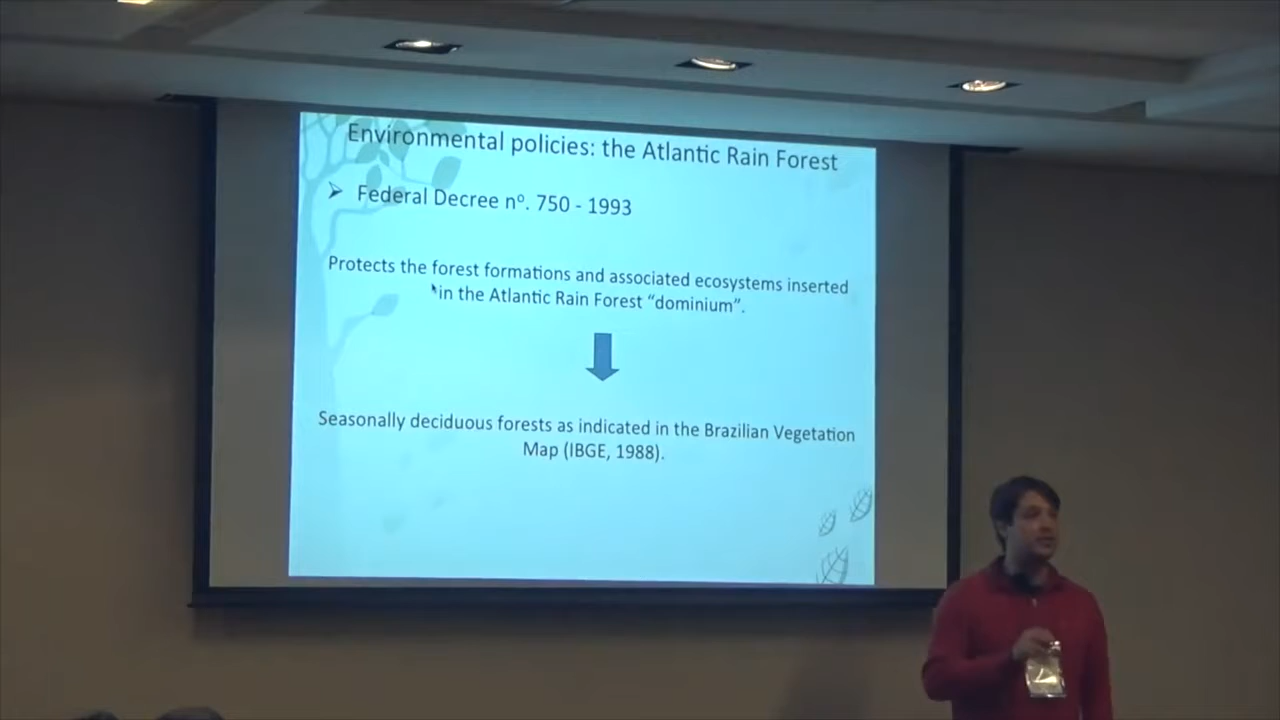 Environmental policies: the Atlantic Rain Forest
➢ Federal Decree nº. 750 - 1993
Protects the forest formations and associated ecosystems inserted
in the Atlantic Rain Forest “dominium”.
Seasonally deciduous forests as indicated in the Brazilian Vegetation
Map (IBGE, 1988).